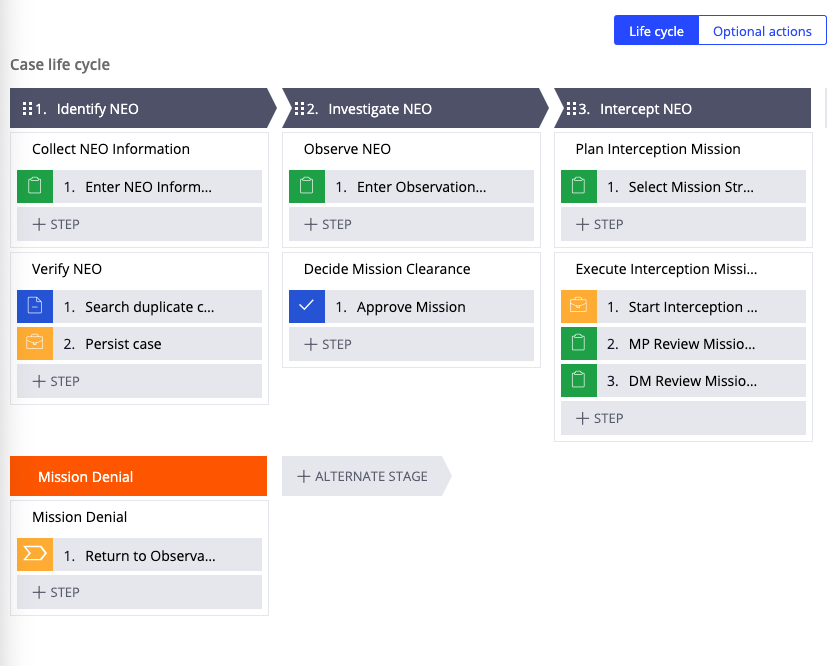 Life cycle
Optional actions
Case life cycle
1. Identify NEO
Collect NEO Information
1. Enter NEO Inform...
STEP
Verify NEO
1. Search duplicate c...
2. Persist case
STEP
2. Investigate NEO
Observe NEO
1. Enter Observation...
STEP
Decide Mission Clearance
1. Approve Mission
STEP
3. Intercept NEO
Plan Interception Mission
1. Select Mission Str...
STEP
Execute Interception Missi...
1. Start Interception ...
2. MP Review Missio...
3. DM Review Missio...
STEP
Mission Denial
Mission Denial
1. Return to Observa...
STEP
ALTERNATE STAGE